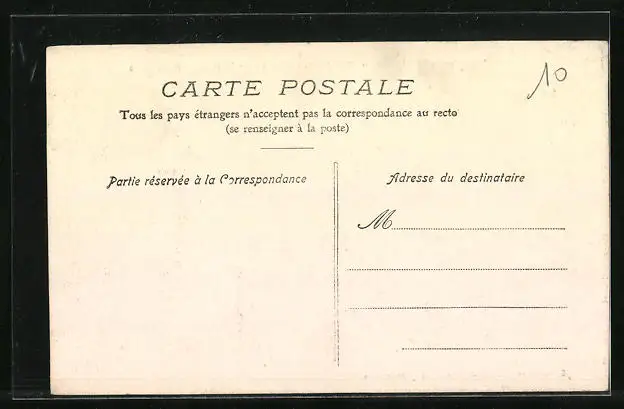 10
CARTE POSTALE
Tous les pays étrangers n'acceptent pas la correspondance au recto
(se renseigner à la poste)
Partie réservée à la Correspondance
Adresse du destinataire
M